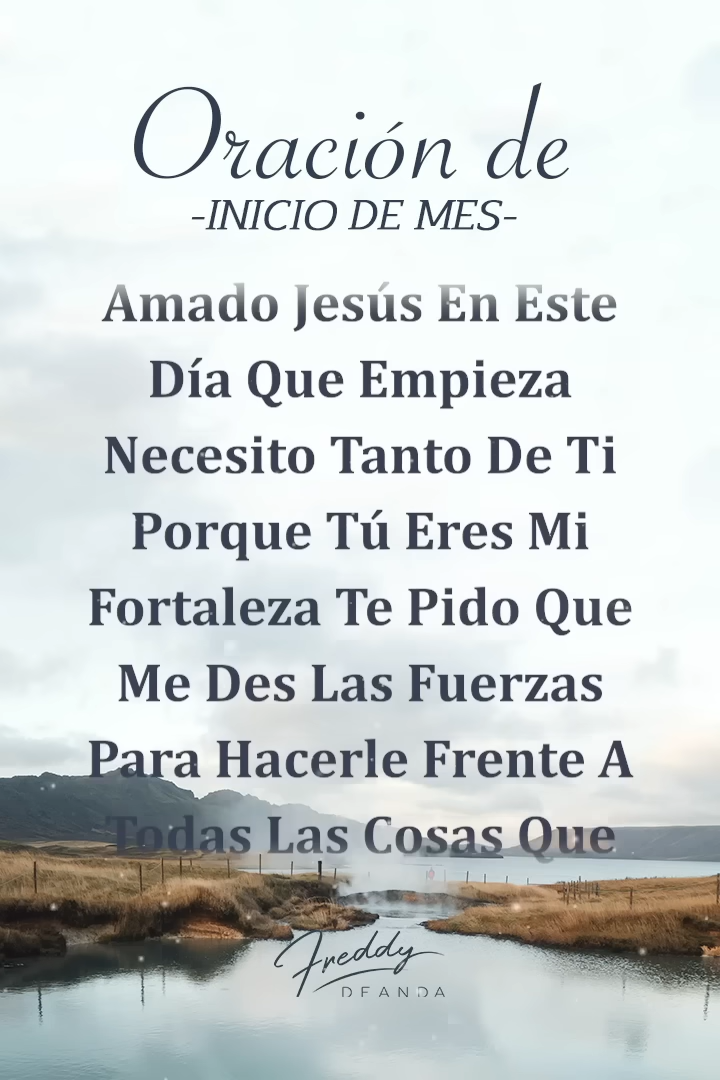 Oración de
-INICIO DE MES-
Amado Jesús En Este
Día Que Empieza
Necesito Tanto De Ti
Porque Tú Eres Mi
Fortaleza Te Pido Que
Me Des Las Fuerzas
Para Hacerle Frente A
Todas Las Cosas Que
Freddy
DEANDA